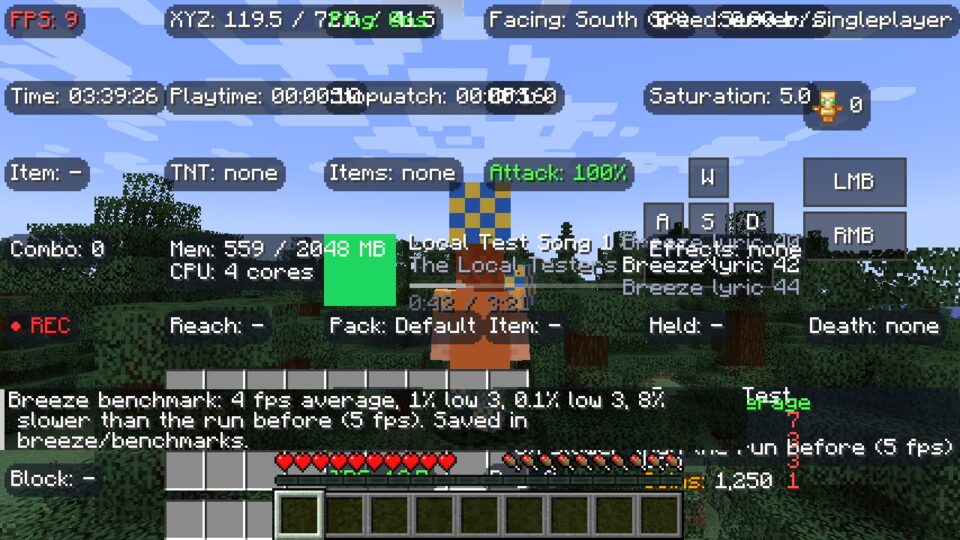 FPS: 9
XYZ: 119.5 /
Facing: South
Singleplayer
Time: 03:39:26
Playtime: 00:00
Stopwatch: 00:00
Saturation: 5.0
0
Item: -
TNT: none
Items: none
Attack: 100%
W
LMB
A
S
D
RMB
Combo: 0
Mem: 559 / 2048 MB
CPU: 4 cores
Local Test Song 1
The Local Testers
0:42 / 3:21
Effects: none
Breeze lyric 42
Breeze lyric 44
REC
Reach: -
Pack: Default
Item: -
Held: -
Death: none
Breeze benchmark: 4 fps average, 1% low 3, 0.1% low 3, 8%
slower than the run before (5 fps). Saved in
breeze/benchmarks.
Test
7
3
run before (5 fps)
3
Block: -
1,250
1